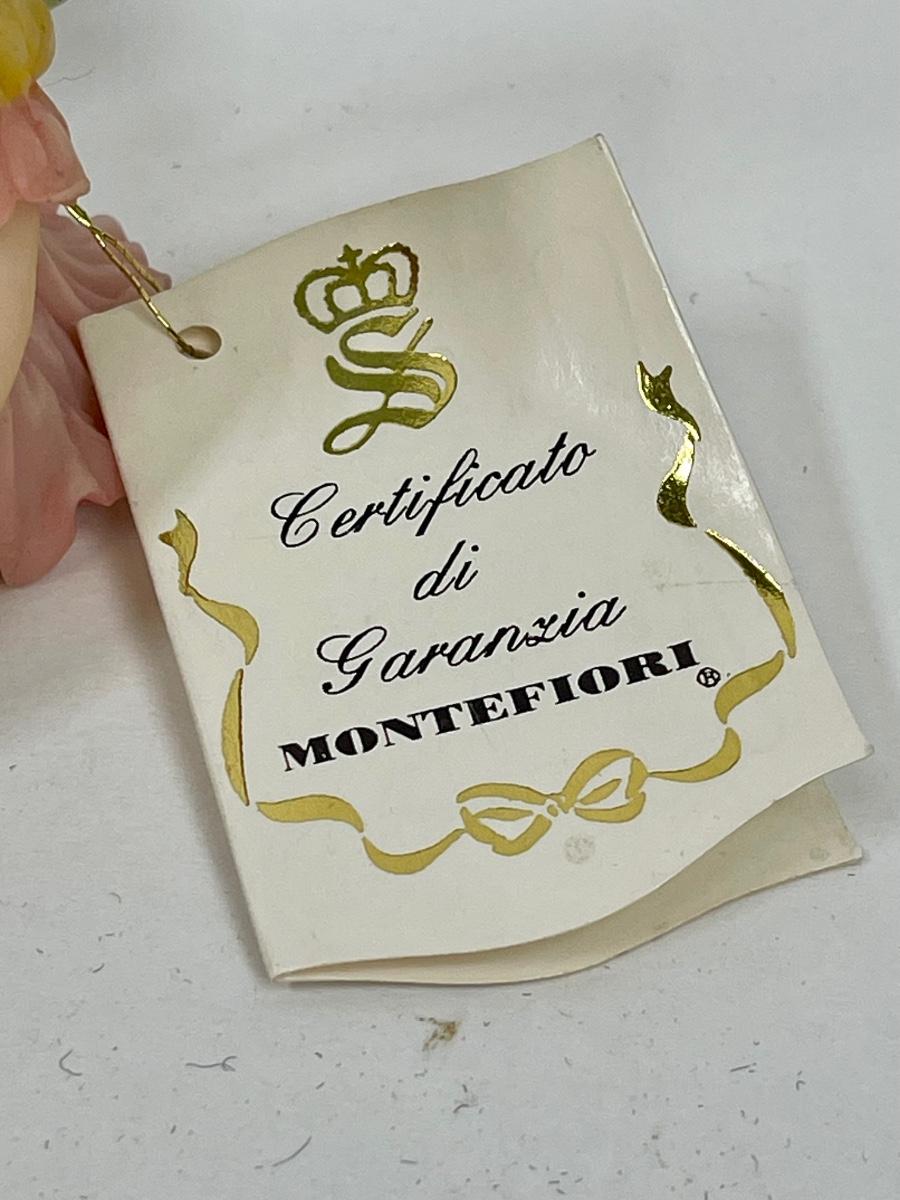 S
Certificato
di
Garanzia
MONTEFIORI®